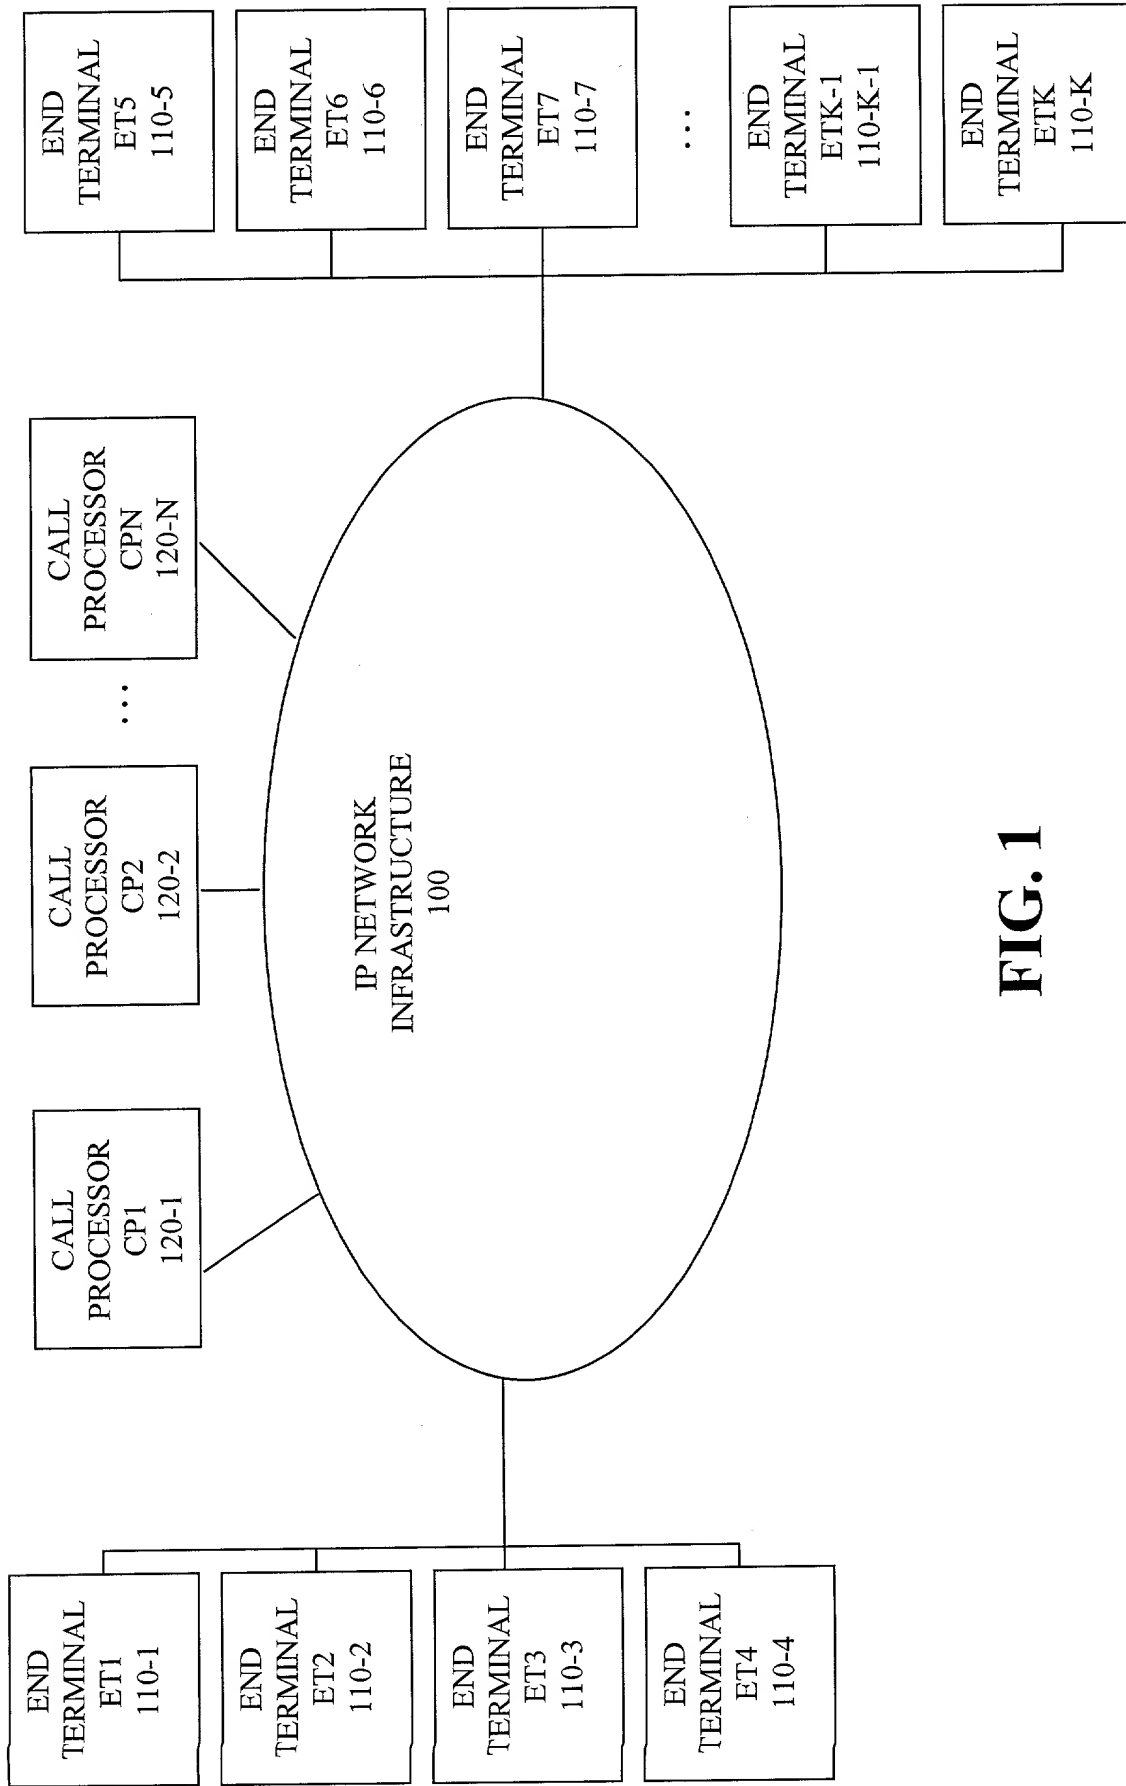 END
TERMINAL
ET1
110-1
END
TERMINAL
ET2
110-2
END
TERMINAL
ET3
110-3
END
TERMINAL
ET4
110-4
CALL
PROCESSOR
CP1
120-1
CALL
PROCESSOR
CP2
120-2
...
CALL
PROCESSOR
CPN
120-N
IP NETWORK
INFRASTRUCTURE
100
END
TERMINAL
ET5
110-5
END
TERMINAL
ET6
110-6
END
TERMINAL
ET7
110-7
...
END
TERMINAL
ETK-1
110-K-1
END
TERMINAL
ETK
110-K
FIG. 1